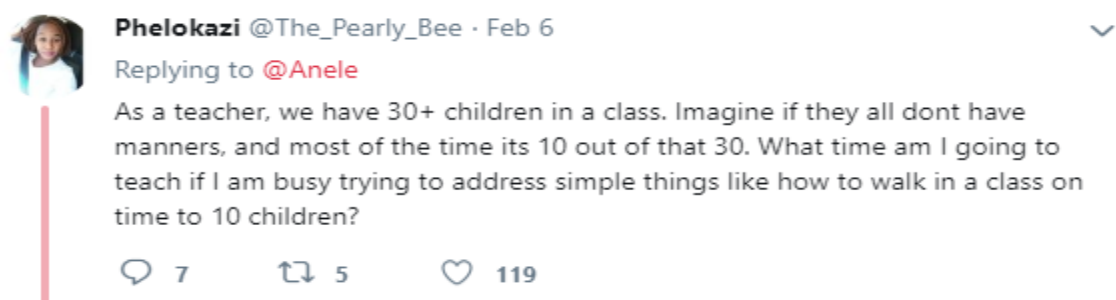 Phelokazi @The_Pearly_Bee · Feb 6
Replying to @Anele
As a teacher, we have 30+ children in a class. Imagine if they all dont have
manners, and most of the time its 10 out of that 30. What time am I going to
teach if I am busy trying to address simple things like how to walk in a class on
time to 10 children?
7 5 119